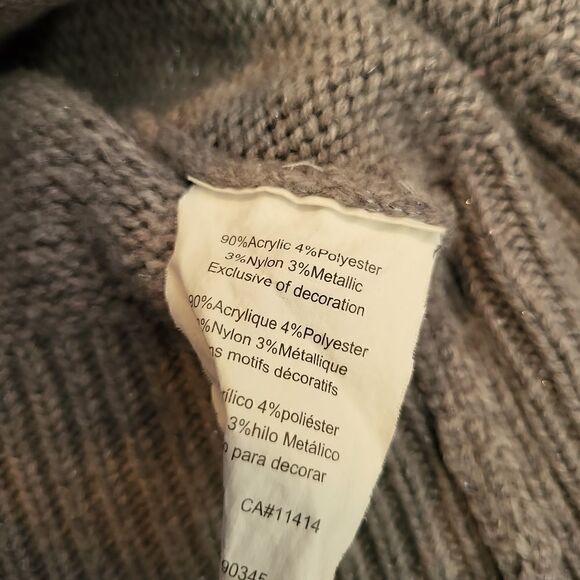 90%Acrylic 4%Polyester
3%Nylon 3%Metallic
Exclusive of decoration
90%Acrylique 4%Polyester
%Nylon 3%Métallique
ns motifs décoratifs
rílico 4%poliéster
3%hilo Metálico
para decorar
CA#11414
90345